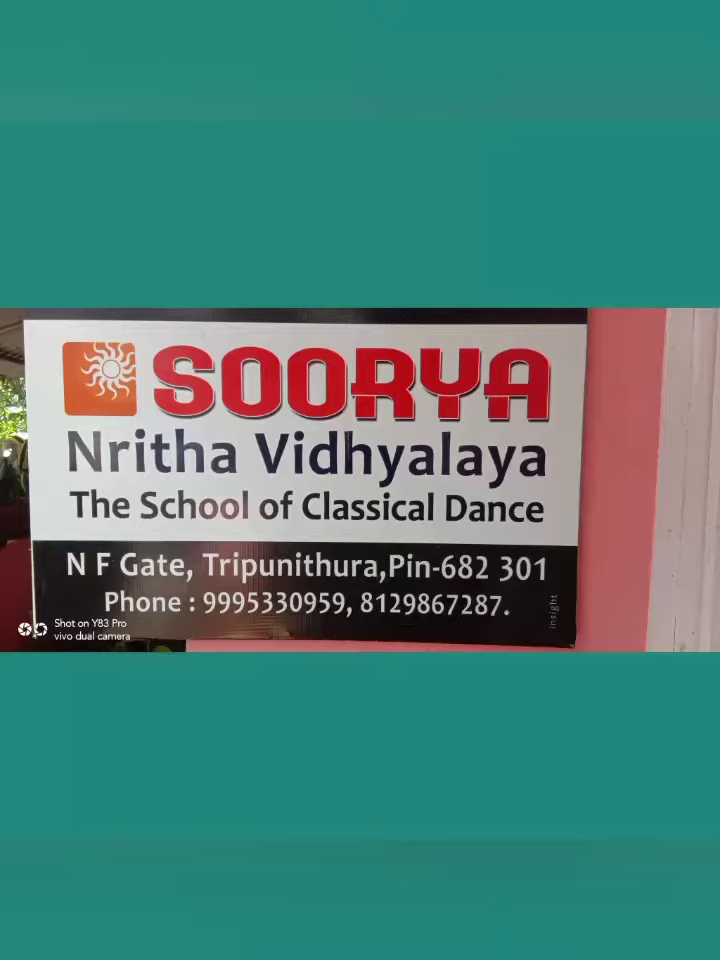 SOORYA
Nritha Vidhyalaya
The School of Classical Dance
N F Gate, Tripunithura,Pin-682 301
Phone : 9995330959, 8129867287.
insight
Shot on Y83 Pro
vivo dual camera